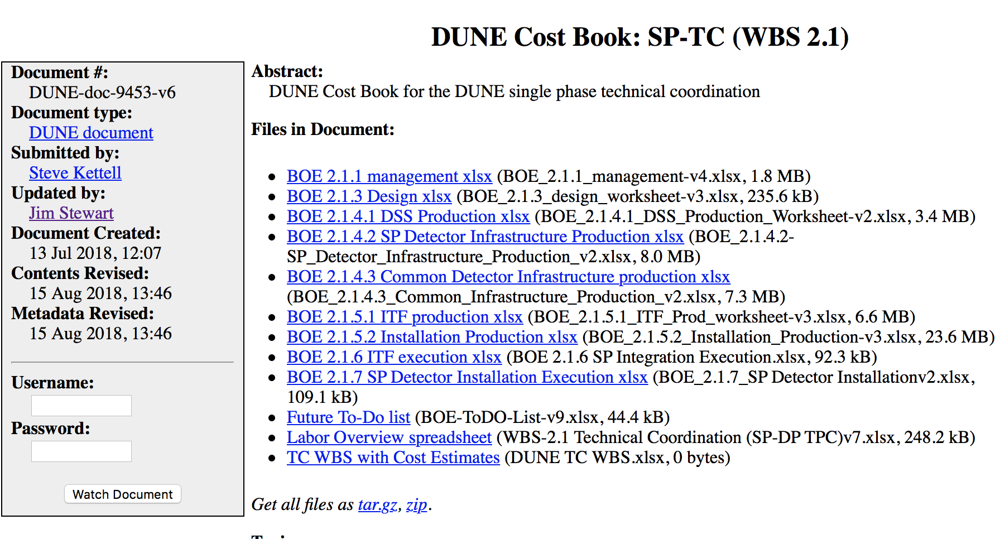 DUNE Cost Book: SP-TC (WBS 2.1)
Document #:
DUNE-doc-9453-v6
Document type:
DUNE document
Submitted by:
Steve Kettell
Updated by:
Jim Stewart
Document Created:
13 Jul 2018, 12:07
Contents Revised:
15 Aug 2018, 13:46
Metadata Revised:
15 Aug 2018, 13:46
Username:
Password:
Watch Document
Abstract:
DUNE Cost Book for the DUNE single phase technical coordination
Files in Document:
• BOE 2.1.1 management xlsx (BOE_2.1.1_management-v4.xlsx, 1.8 MB)
• BOE 2.1.3 Design xlsx (BOE_2.1.3_design_worksheet-v3.xlsx, 235.6 kB)
• BOE 2.1.4.1 DSS Production xlsx (BOE_2.1.4.1_DSS_Production_Worksheet-v2.xlsx, 3.4 MB)
• BOE 2.1.4.2 SP Detector Infrastructure Production xlsx (BOE_2.1.4.2-
SP_Detector_Infrastructure_Production_v2.xlsx, 8.0 MB)
• BOE 2.1.4.3 Common Detector Infrastructure production xlsx
(BOE_2.1.4.3_Common_Infrastructure_Production_v2.xlsx, 7.3 MB)
• BOE 2.1.5.1 ITF production xlsx (BOE_2.1.5.1_ITF_Prod_worksheet-v3.xlsx, 6.6 MB)
• BOE 2.1.5.2 Installation Production xlsx (BOE_2.1.5.2_Installation_Production-v3.xlsx, 23.6 MB)
• BOE 2.1.6 ITF execution xlsx (BOE 2.1.6 SP Integration Execution.xlsx, 92.3 kB)
• BOE 2.1.7 SP Detector Installation Execution xlsx (BOE_2.1.7_SP Detector Installationv2.xlsx,
109.1 kB)
• Future To-Do list (BOE-ToDO-List-v9.xlsx, 44.4 kB)
• Labor Overview spreadsheet (WBS-2.1 Technical Coordination (SP-DP TPC)v7.xlsx, 248.2 kB)
• TC WBS with Cost Estimates (DUNE TC WBS.xlsx, 0 bytes)
Get all files as tar.gz, zip.